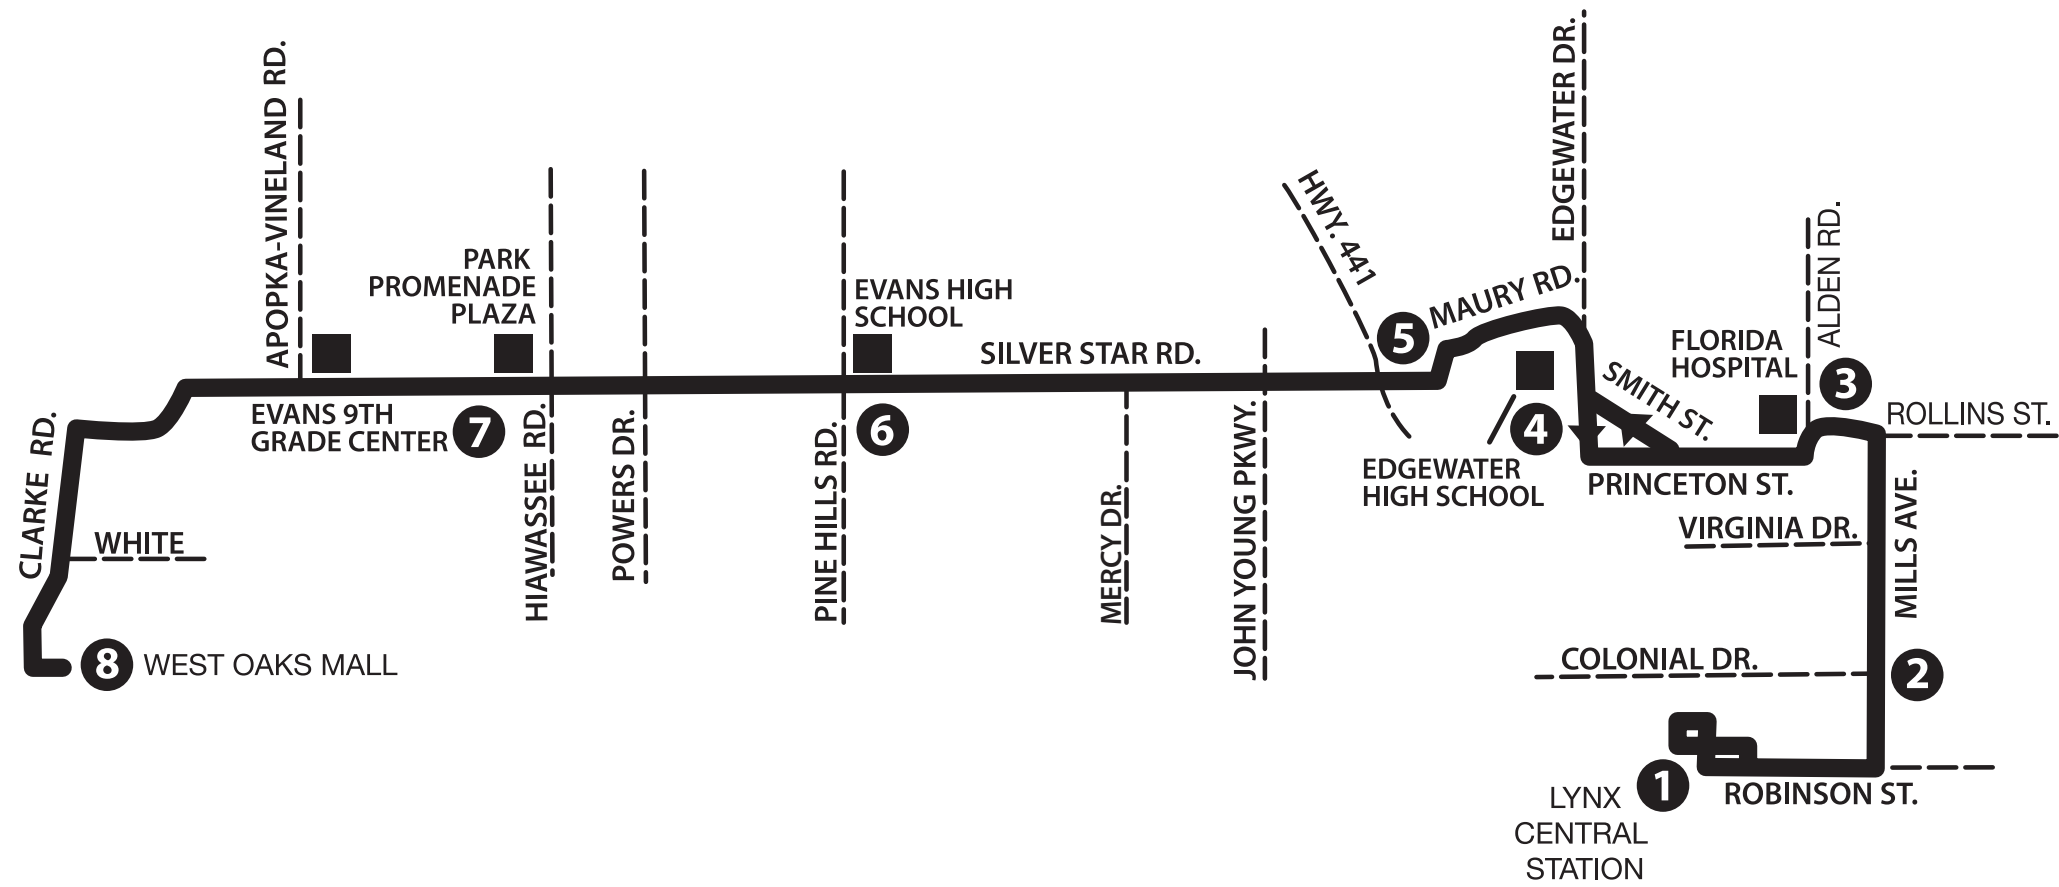 APOPKA-VINELAND RD.
PARK
PROMENADE
PLAZA
EVANS HIGH
SCHOOL
SILVER STAR RD.
HWY. 441
5
MAURY RD.
EDGEWATER DR.
SMITH ST.
FLORIDA
HOSPITAL
ALDEN RD.
3
ROLLINS ST.
CLARKE RD.
EVANS 9TH
GRADE CENTER
7
HIAWASSEE RD.
POWERS DR.
PINE HILLS RD.
6
MERCY DR.
JOHN YOUNG PKWY.
4
EDGEWATER
HIGH SCHOOL
PRINCETON ST.
VIRGINIA DR.
MILLS AVE.
WHITE
8
WEST OAKS MALL
COLONIAL DR.
2
1
LYNX
CENTRAL
STATION
ROBINSON ST.